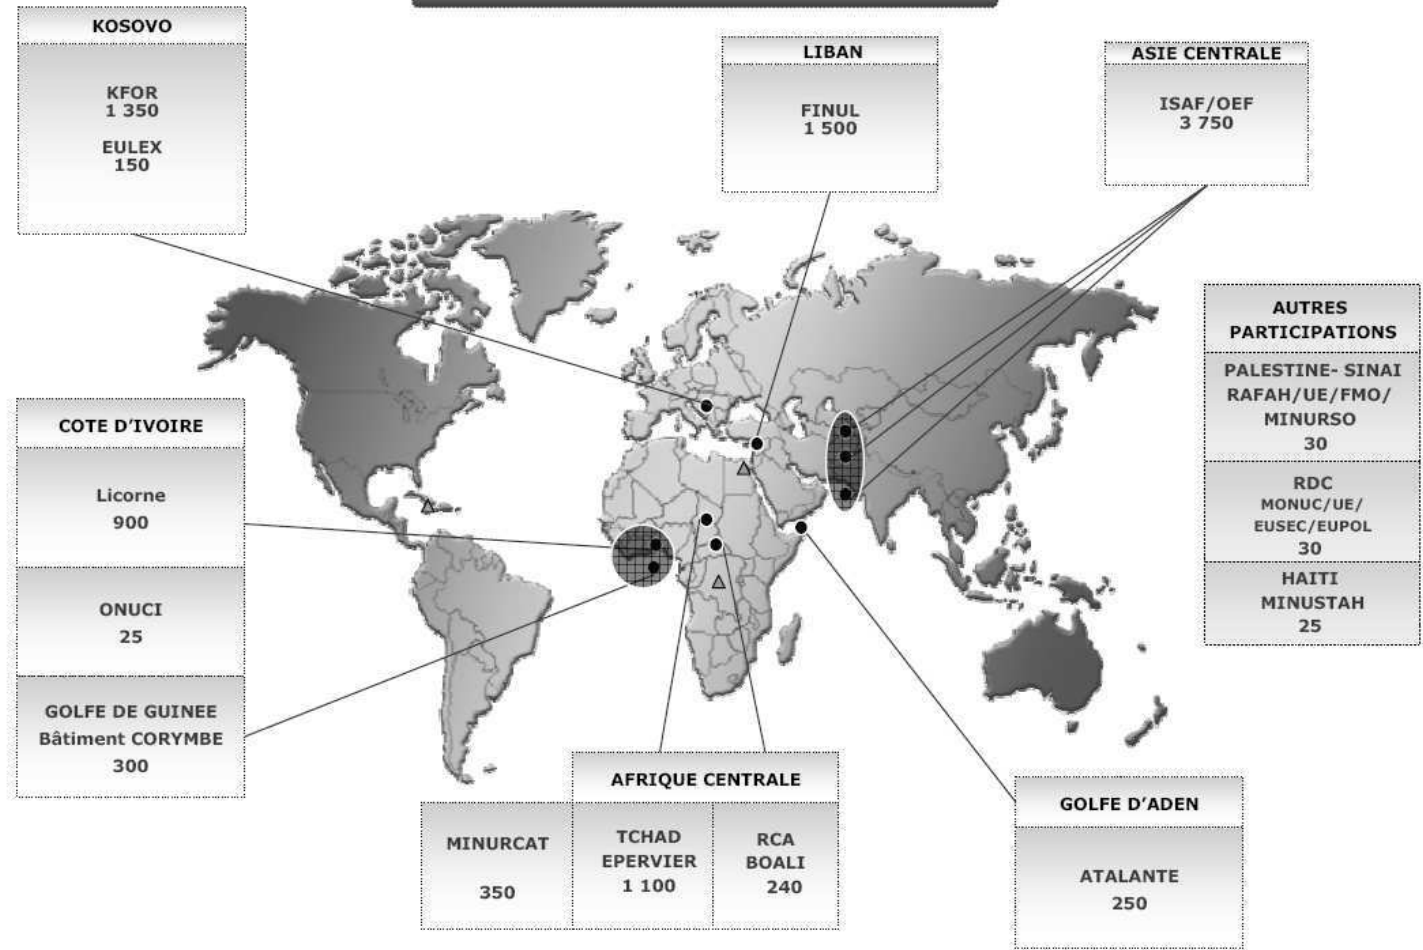 KOSOVO
KFOR
1 350
EULEX
150
LIBAN
FINUL
1 500
ASIE CENTRALE
ISAF/OEF
3 750
AUTRES
PARTICIPATIONS
PALESTINE- SINAI
RAFAH/UE/FMO/
MINURSO
30
RDC
MONUC/UE/
EUSEC/EUPOL
30
HAITI
MINUSTAH
25
COTE D'IVOIRE
Licorne
900
ONUCI
25
GOLFE DE GUINEE
Bâtiment CORYMBE
300
AFRIQUE CENTRALE
MINURCAT
350
TCHAD
EPERVIER
1 100
RCA
BOALI
240
GOLFE D'ADEN
ATALANTE
250